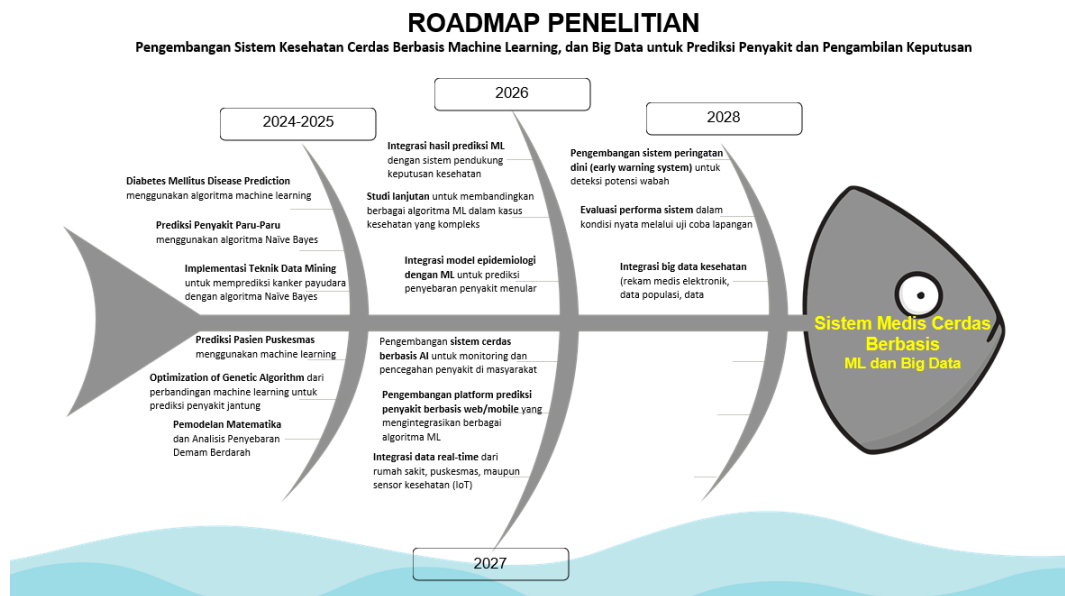 ROADMAP PENELITIAN
Pengembangan Sistem Kesehatan Cerdas Berbasis Machine Learning, dan Big Data untuk Prediksi Penyakit dan Pengambilan Keputusan
2024-2025
Diabetes Mellitus Disease Prediction
menggunakan algoritma machine learning
Prediksi Penyakit Paru-Paru
menggunakan algoritma Naïve Bayes
Implementasi Teknik Data Mining
untuk memprediksi kanker payudara
dengan algoritma Naïve Bayes
Prediksi Pasien Puskesmas
menggunakan machine learning
Optimization of Genetic Algorithm dari
perbandingan machine learning untuk
prediksi penyakit jantung
Pemodelan Matematika
dan Analisis Penyebaran
Demam Berdarah
2026
Integrasi hasil prediksi ML
dengan sistem pendukung
keputusan kesehatan
Studi lanjutan untuk membandingkan
berbagai algoritma ML dalam kasus
kesehatan yang kompleks
Integrasi model epidemiologi
dengan ML untuk prediksi
penyebaran penyakit menular
Pengembangan sistem cerdas
berbasis AI untuk monitoring dan
pencegahan penyakit di masyarakat
Pengembangan platform prediksi
penyakit berbasis web/mobile yang
mengintegrasikan berbagai
algoritma ML
Integrasi data real-time dari
rumah sakit, puskesmas, maupun
sensor kesehatan (IoT)
2027
2028
Pengembangan sistem peringatan
dini (early warning system) untuk
deteksi potensi wabah
Evaluasi performa sistem dalam
kondisi nyata melalui uji coba lapangan
Integrasi big data kesehatan
(rekam medis elektronik,
data populasi, data
Sistem Medis Cerdas
Berbasis
ML dan Big Data